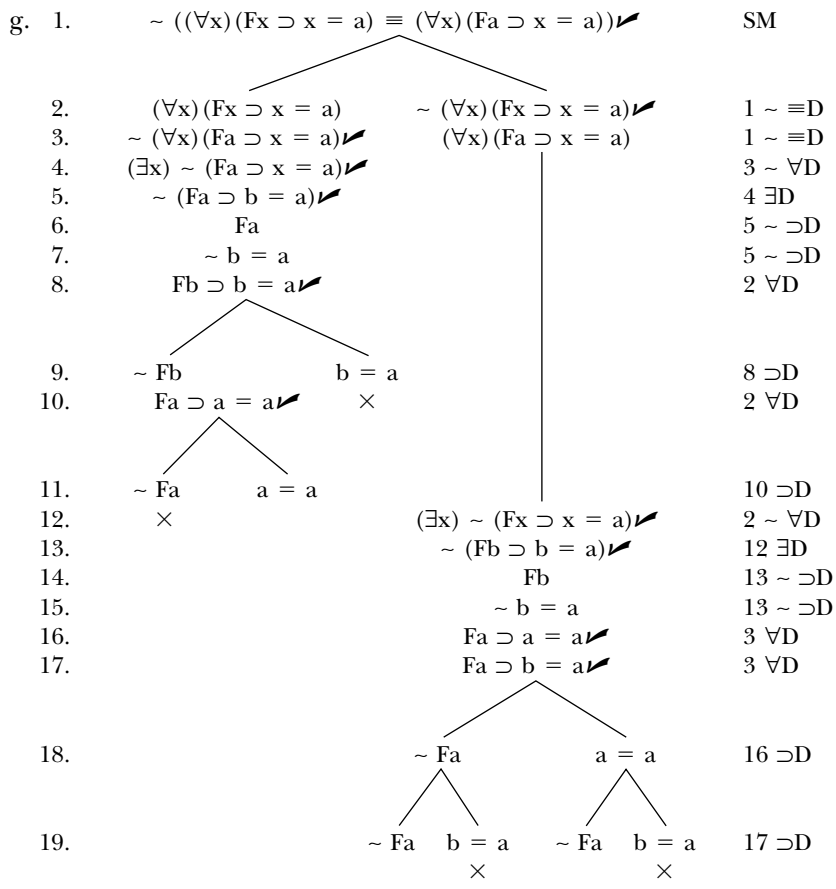 g. 1. ~ ((∀x)(Fx ⊃ x = a) ≡ (∀x)(Fa ⊃ x = a))✔ SM
2. (∀x)(Fx ⊃ x = a) ~ (∀x)(Fx ⊃ x = a)✔ 1 ~ ≡D
3. ~ (∀x)(Fa ⊃ x = a)✔ (∀x)(Fa ⊃ x = a) 1 ~ ≡D
4. (∃x) ~ (Fa ⊃ x = a)✔ 3 ~ ∀D
5. ~ (Fa ⊃ b = a)✔ 4 ∃D
6. Fa 5 ~ ⊃D
7. ~ b = a 5 ~ ⊃D
8. Fb ⊃ b = a✔ 2 ∀D
9. ~ Fb b = a 8 ⊃D
10. Fa ⊃ a = a✔ × 2 ∀D
11. ~ Fa a = a 10 ⊃D
12. × (∃x) ~ (Fx ⊃ x = a)✔ 2 ~ ∀D
13. ~ (Fb ⊃ b = a)✔ 12 ∃D
14. Fb 13 ~ ⊃D
15. ~ b = a 13 ~ ⊃D
16. Fa ⊃ a = a✔ 3 ∀D
17. Fa ⊃ b = a✔ 3 ∀D
18. ~ Fa a = a 16 ⊃D
19. ~ Fa b = a ~ Fa b = a 17 ⊃D
× ×